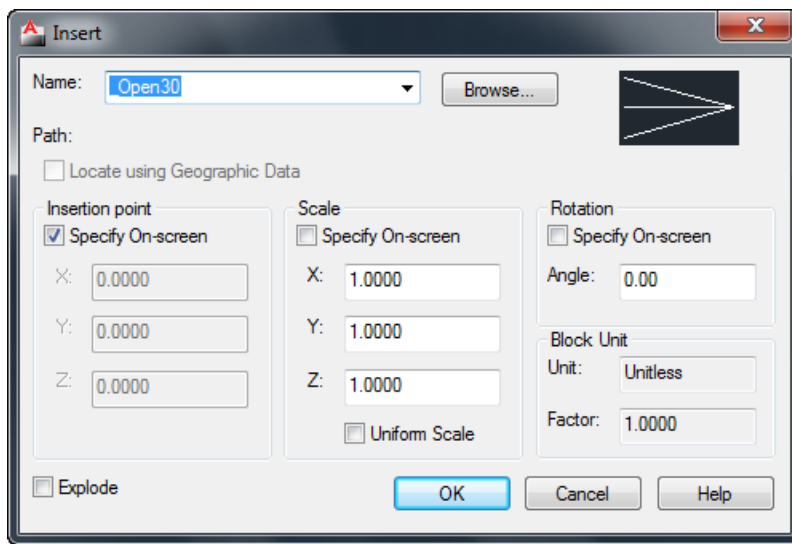 Insert
Name:
_Open30
Browse...
Path:
Locate using Geographic Data
Insertion point
Specify On-screen
X: 0.0000
Y: 0.0000
Z: 0.0000
Scale
Specify On-screen
X: 1.0000
Y: 1.0000
Z: 1.0000
Uniform Scale
Rotation
Specify On-screen
Angle: 0.00
Block Unit
Unit: Unitless
Factor: 1.0000
Explode
OK
Cancel
Help